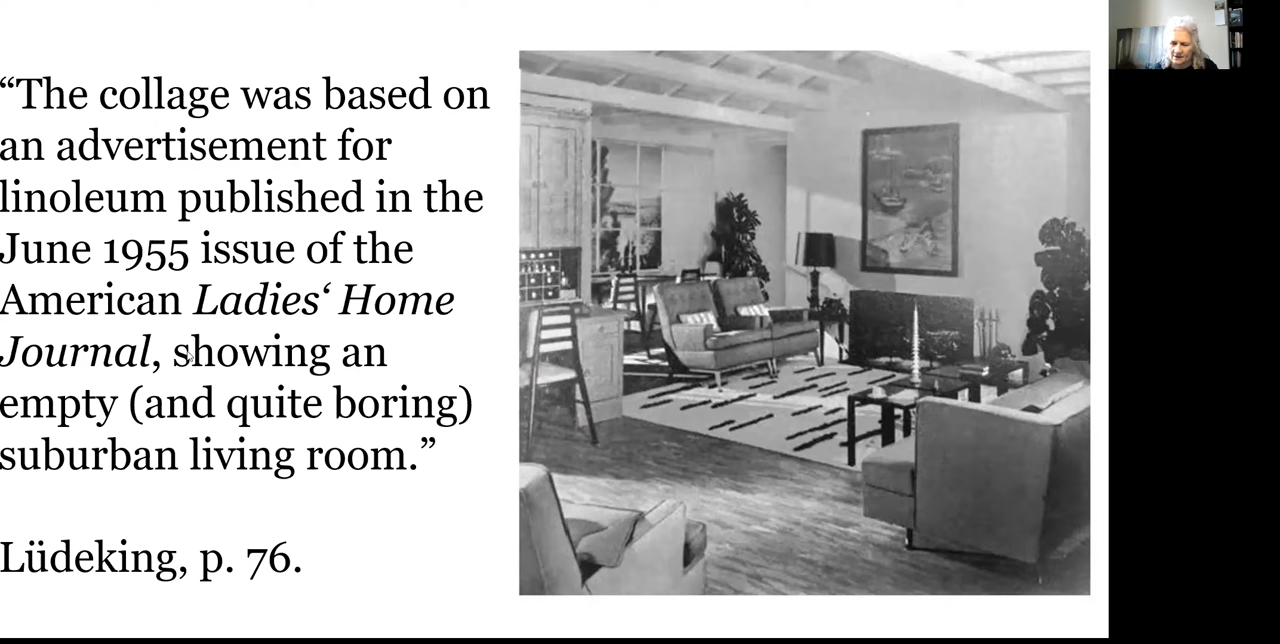 “The collage was based on
an advertisement for
linoleum published in the
June 1955 issue of the
American Ladies‘ Home
Journal, showing an
empty (and quite boring)
suburban living room.”
Lüdeking, p. 76.